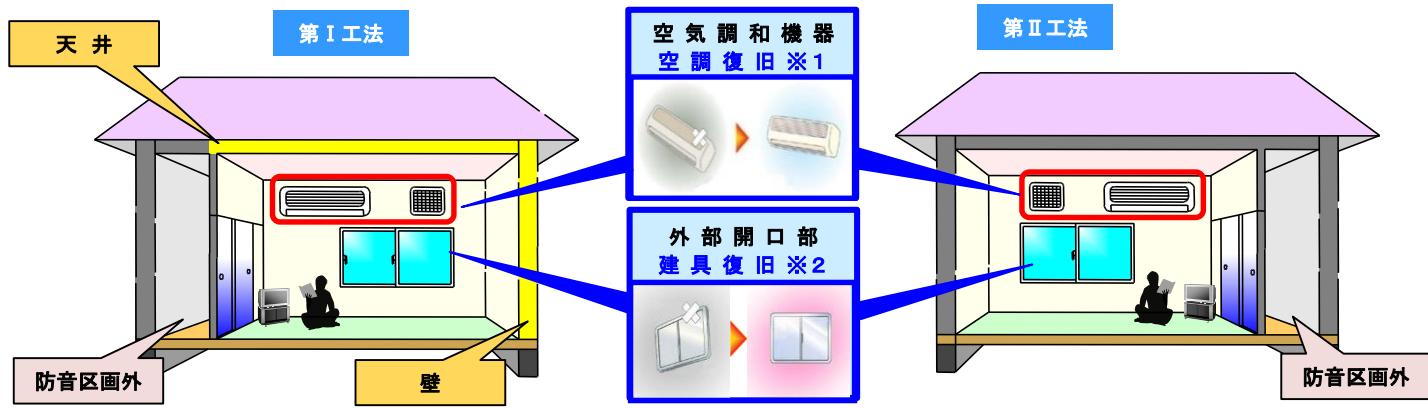 第Ⅰ工法
天井
空気調和機器
空調復旧※1
第Ⅱ工法
外部開口部
建具復旧※2
防音区画外
壁
防音区画外